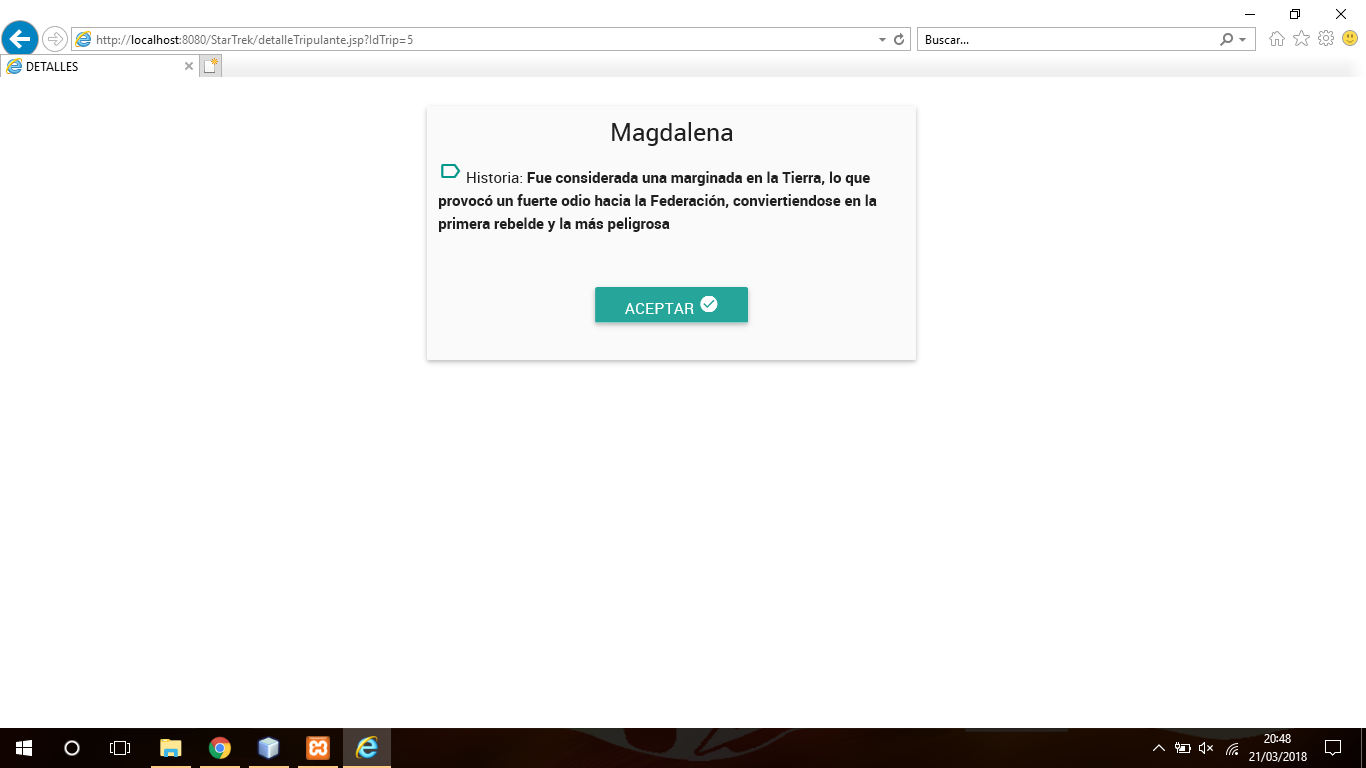 http://localhost:8080/StarTrek/detalleTripulante.jsp?IdTrip=5
Buscar...
DETALLES
Magdalena
Historia: Fue considerada una marginada en la Tierra, lo que
provocó un fuerte odio hacia la Federación, conviertiendose en la
primera rebelde y la más peligrosa
ACEPTAR
20:48
21/03/2018